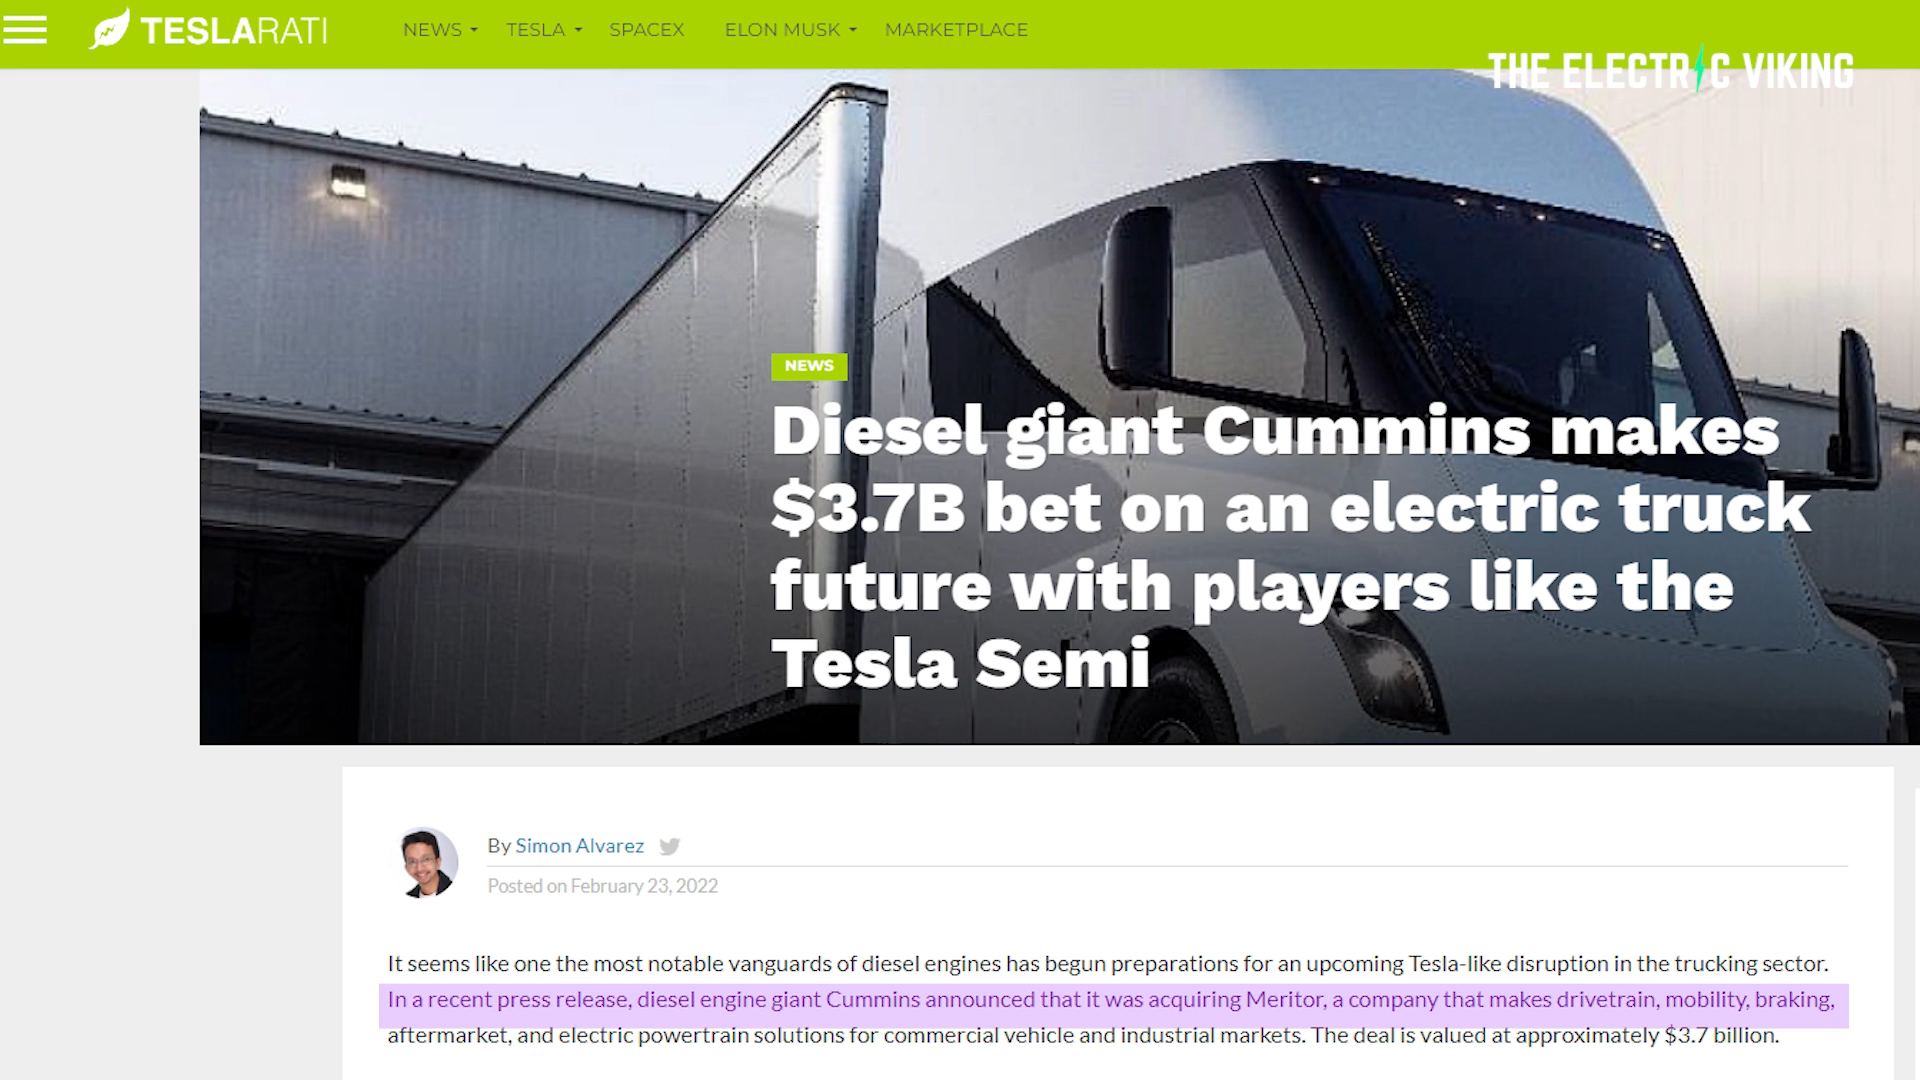 TESLARATI
NEWS TESLA SPACEX ELON MUSK MARKETPLACE
THE ELECTRIC VIKING
NEWS
Diesel giant Cummins makes
$3.7B bet on an electric truck
future with players like the
Tesla Semi
By Simon Alvarez
Posted on February 23, 2022
It seems like one the most notable vanguards of diesel engines has begun preparations for an upcoming Tesla-like disruption in the trucking sector.
In a recent press release, diesel engine giant Cummins announced that it was acquiring Meritor, a company that makes drivetrain, mobility, braking,
aftermarket, and electric powertrain solutions for commercial vehicle and industrial markets. The deal is valued at approximately $3.7 billion.